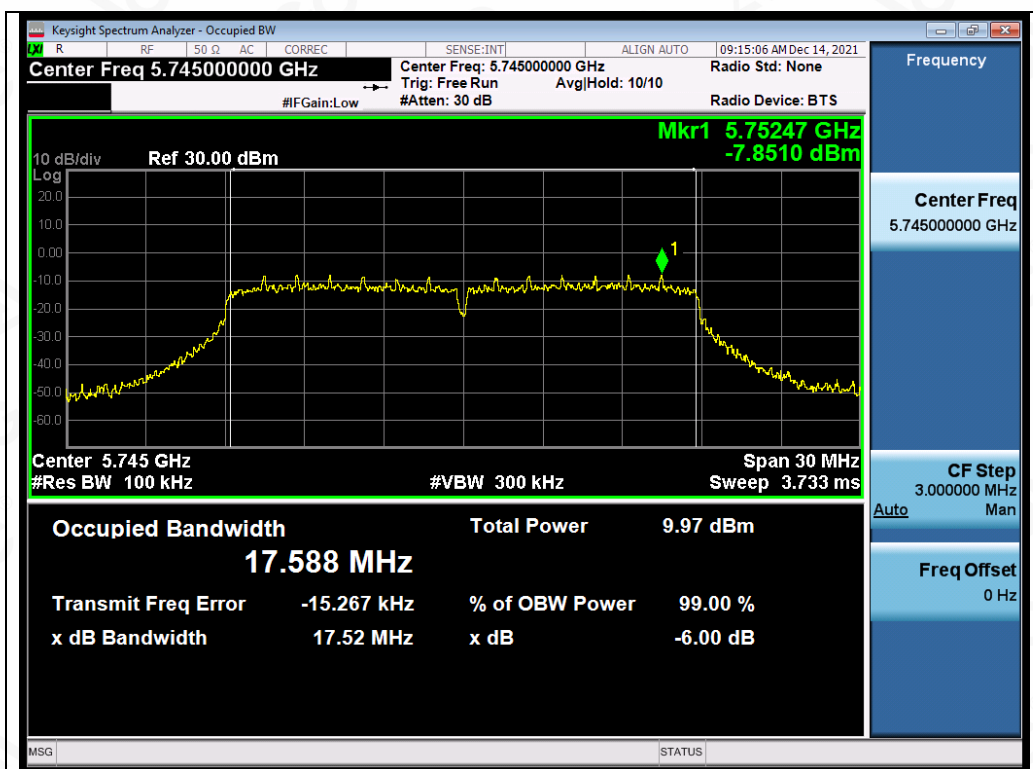 Keysight Spectrum Analyzer - Occupied BW
LXI R RF 50 Ω AC CORREC SENSE:INT ALIGN AUTO 09:15:06 AM Dec 14, 2021
Center Freq 5.745000000 GHz Center Freq: 5.745000000 GHz Radio Std: None
Trig: Free Run Avg|Hold: 10/10
#IFGain:Low #Atten: 30 dB Radio Device: BTS
Mkr1 5.75247 GHz
10 dB/div Ref 30.00 dBm -7.8510 dBm
Log
20.0
10.0
0.00
1
-10.0
-20.0
-30.0
-40.0
-50.0
-60.0
Center 5.745 GHz Span 30 MHz
#Res BW 100 kHz #VBW 300 kHz Sweep 3.733 ms
Occupied Bandwidth Total Power 9.97 dBm
17.588 MHz
Transmit Freq Error -15.267 kHz % of OBW Power 99.00 %
x dB Bandwidth 17.52 MHz x dB -6.00 dB
MSG STATUS
Frequency
Center Freq
5.745000000 GHz
CF Step
3.000000 MHz
Auto Man
Freq Offset
0 Hz